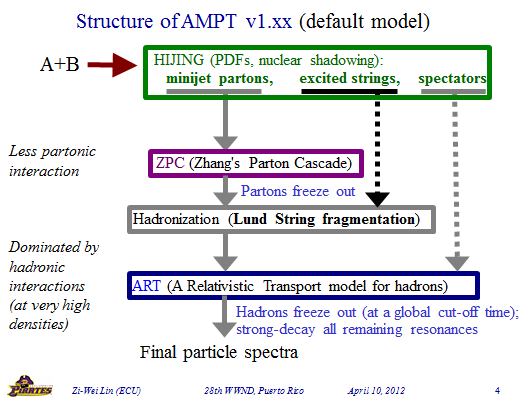 Structure of AMPT v1.xx (default model)
A+B
HIJING (PDFs, nuclear shadowing):
minijet partons, excited strings, spectators
Less partonic
interaction
ZPC (Zhang's Parton Cascade)
Partons freeze out
Hadronization (Lund String fragmentation)
Dominated by
hadronic
interactions
(at very high
densities)
ART (A Relativistic Transport model for hadrons)
Hadrons freeze out (at a global cut-off time);
strong-decay all remaining resonances
Final particle spectra
PIRATES
Zi-Wei Lin (ECU) 28th WWND, Puerto Rico April 10, 2012 4